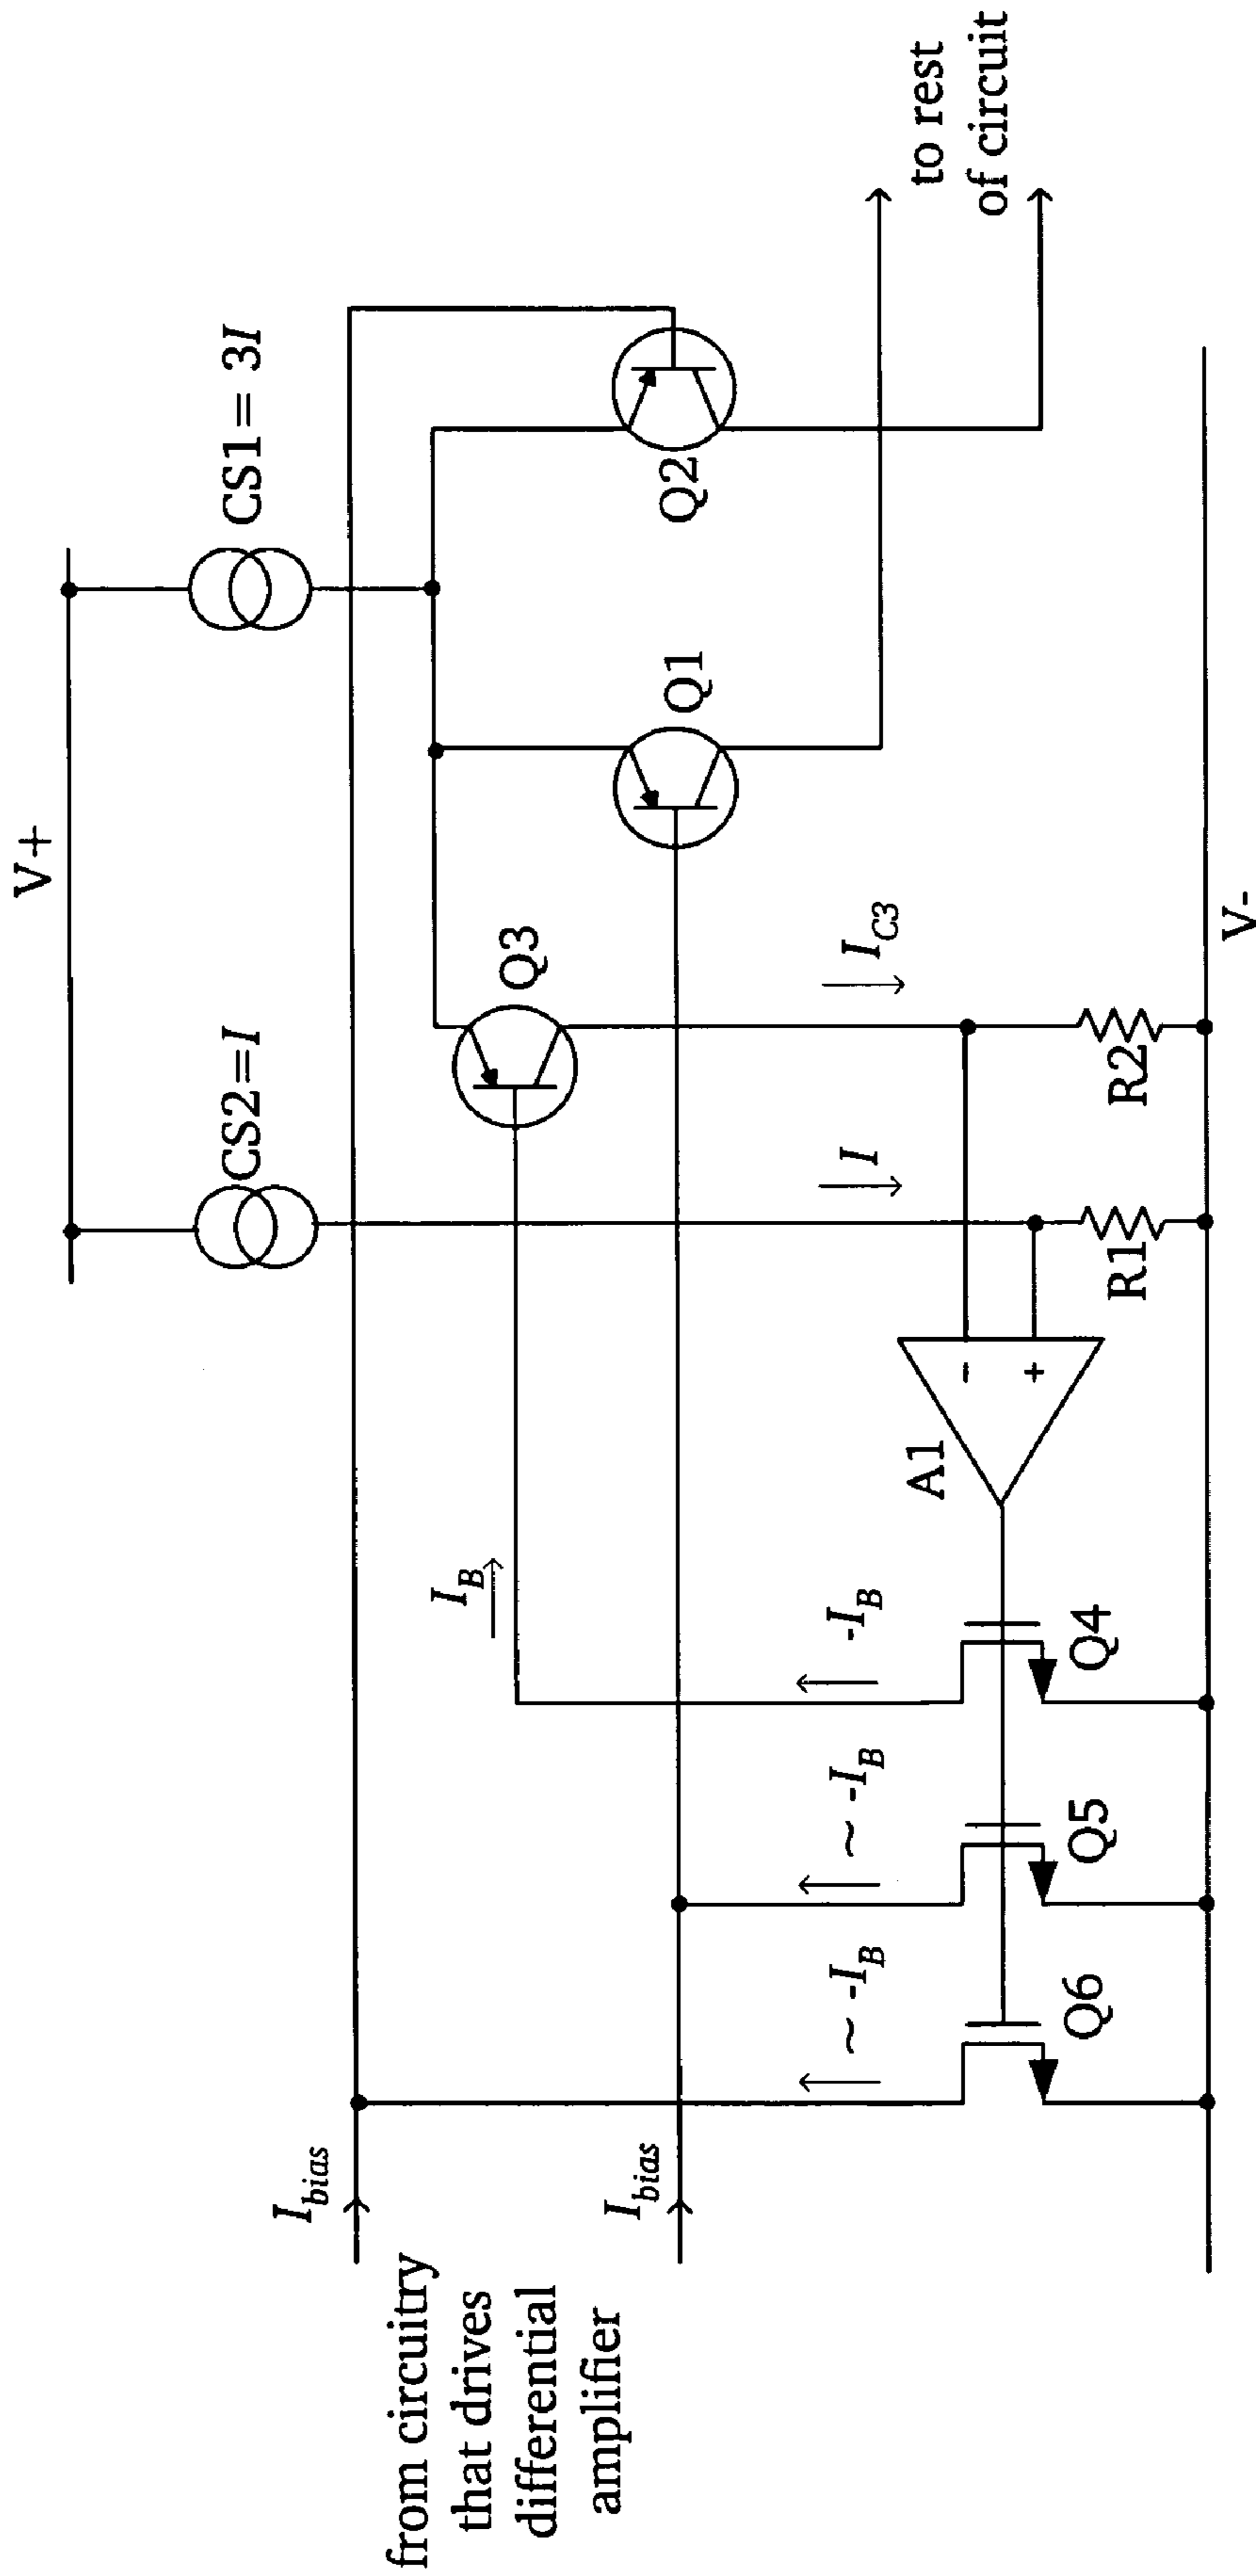 V+
CS2=I
CS1= 3I
I_bias
from circuitry
that drives
differential
amplifier
I_bias
I_B
Q3
Q1
Q2
to rest
of circuit
~ -I_B
~ -I_B
-I_B
I
I_C3
A1
-
+
Q6
Q5
Q4
R1
R2
V-